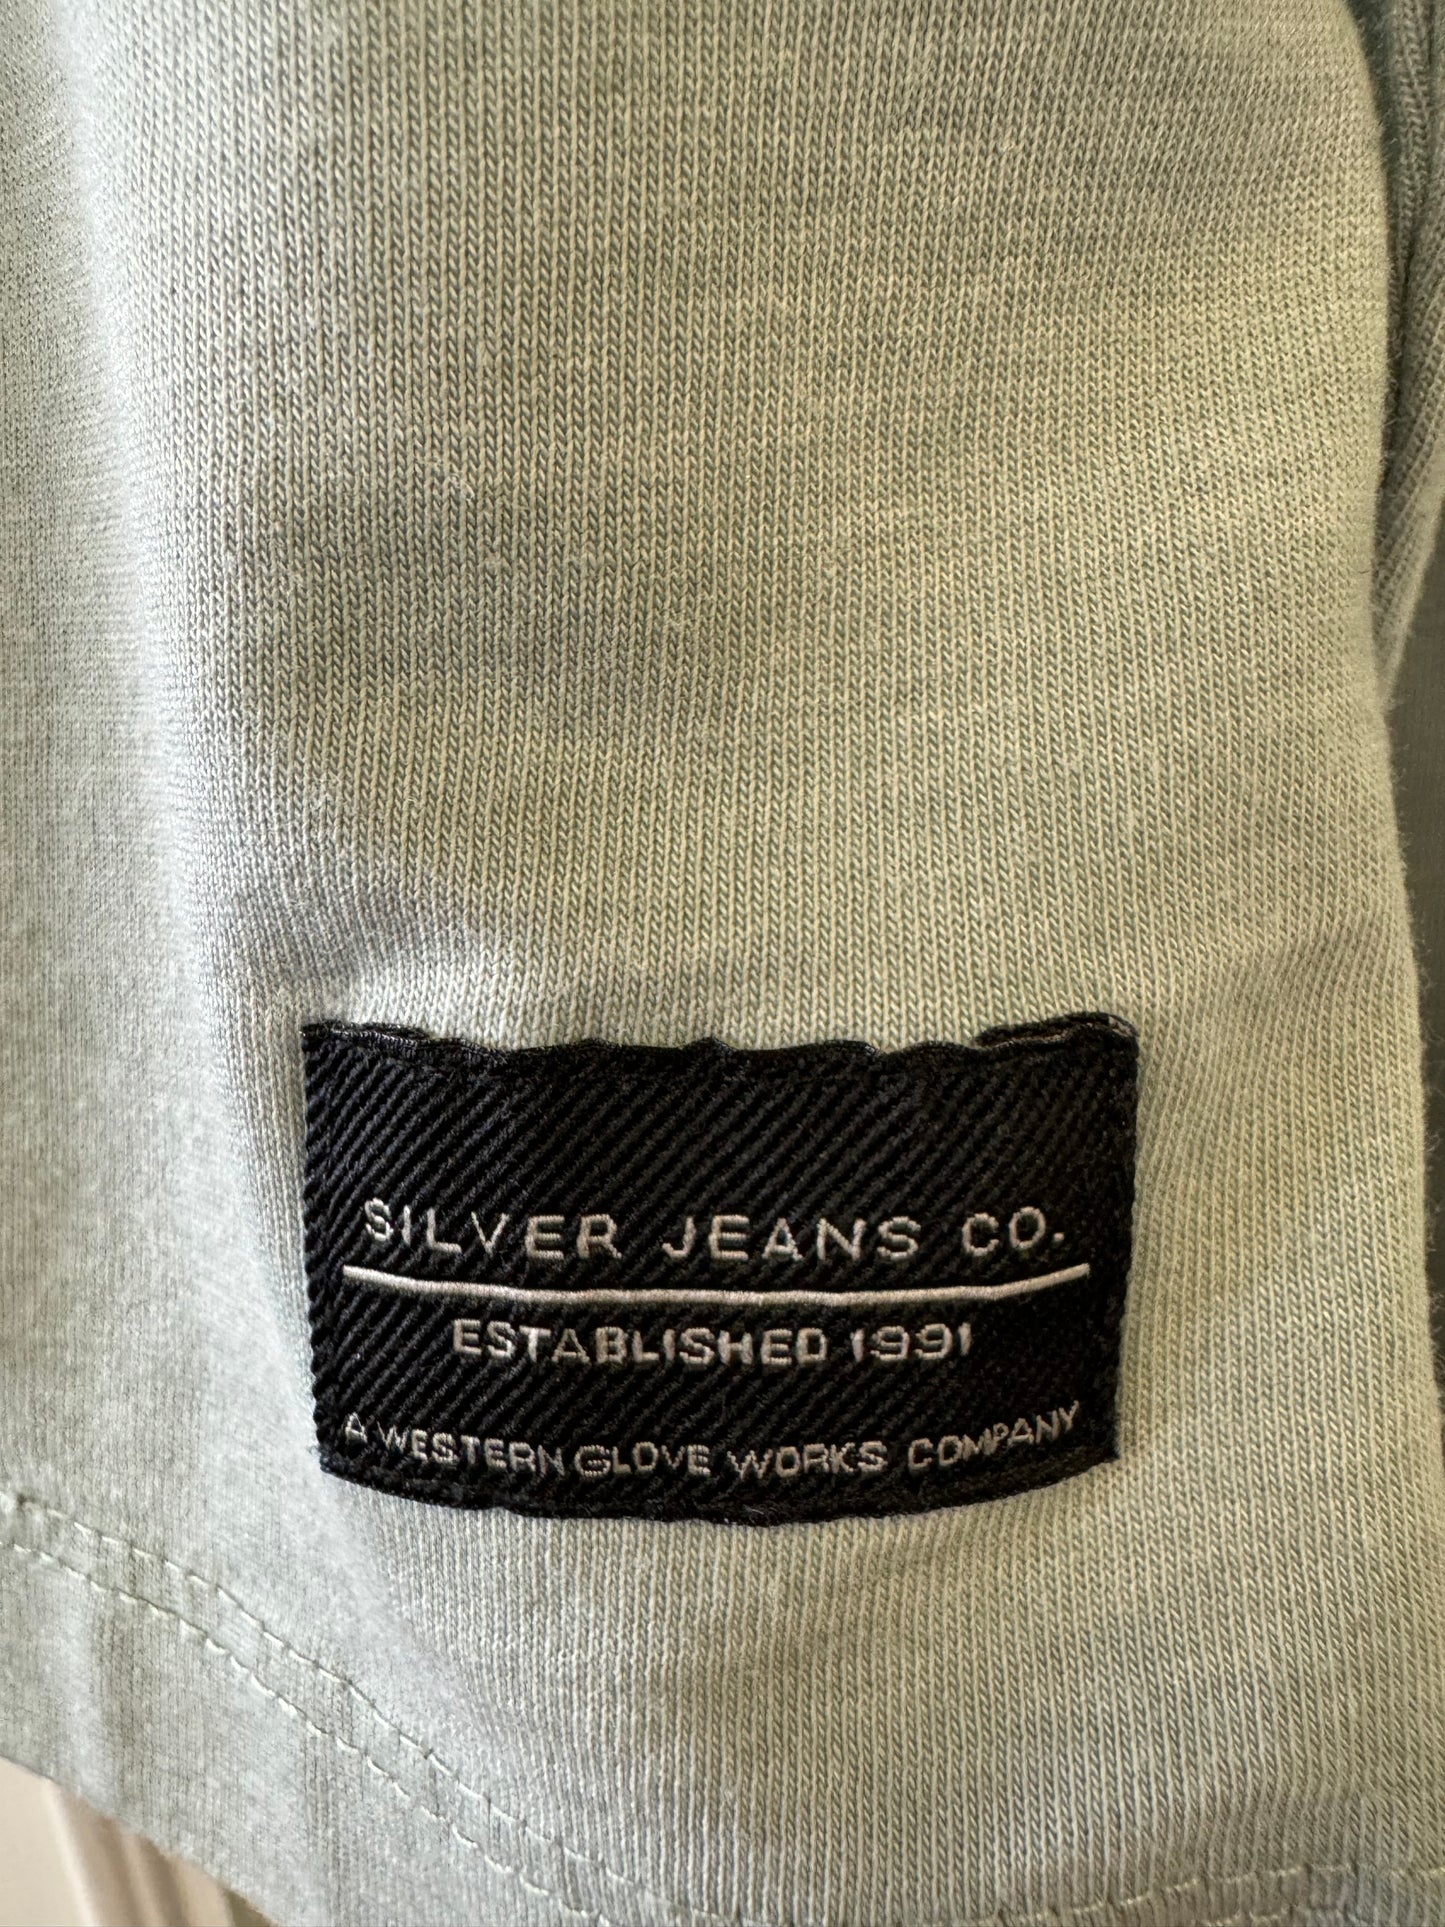 SILVER JEANS CO.
ESTABLISHED 1991
A WESTERN GLOVE WORKS COMPANY